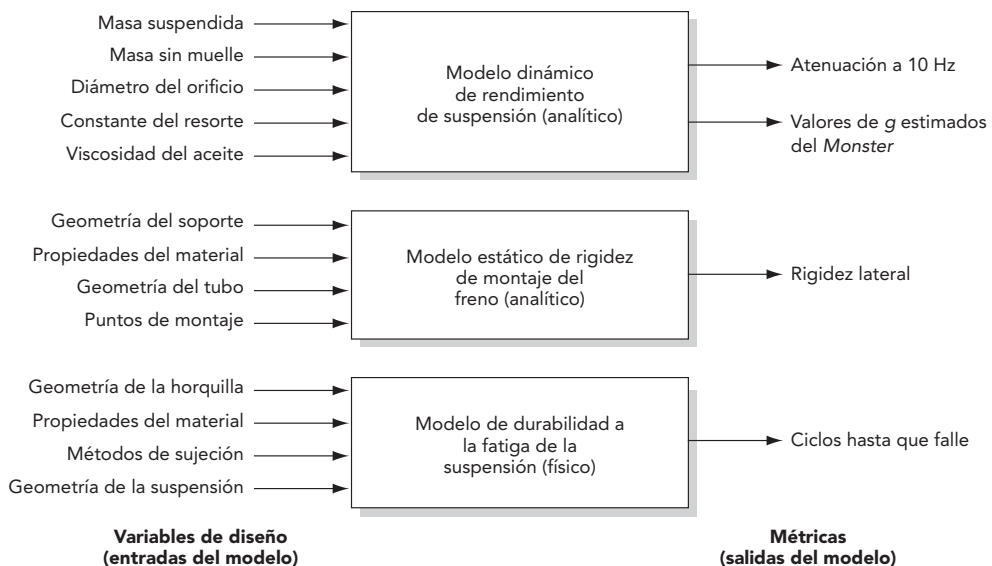 Masa suspendida
Masa sin muelle
Diámetro del orificio
Constante del resorte
Viscosidad del aceite
Modelo dinámico
de rendimiento
de suspensión (analítico)
Atenuación a 10 Hz
Valores de g estimados
del Monster
Geometría del soporte
Propiedades del material
Geometría del tubo
Puntos de montaje
Modelo estático de rigidez
de montaje del
freno (analítico)
Rigidez lateral
Geometría de la horquilla
Propiedades del material
Métodos de sujeción
Geometría de la suspensión
Modelo de durabilidad a
la fatiga de la
suspensión (físico)
Ciclos hasta que falle
Variables de diseño
(entradas del modelo)
Métricas
(salidas del modelo)